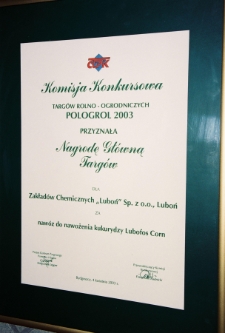 Komisja Konkursowa
TARGÓW ROLNO - OGRODNICZYCH
POLOGROL 2003
PRZYZNAŁA
Nagrodę Główną
Targów
DLA
Zakładów Chemicznych „Luboń" Sp. z o.o., Luboń
ZA
nawóz do nawożenia kukurydzy Lubofos Corn